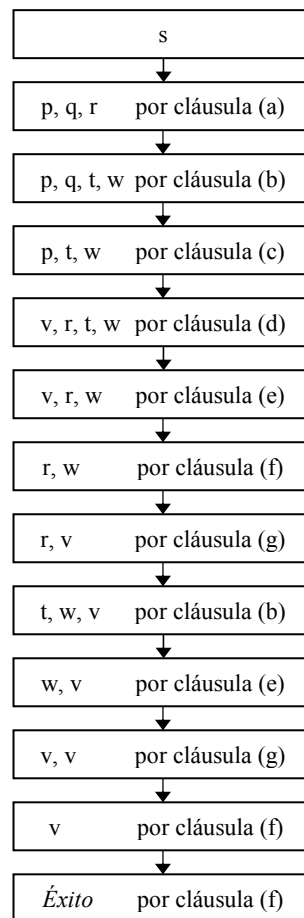 s
p, q, r por cláusula (a)
p, q, t, w por cláusula (b)
p, t, w por cláusula (c)
v, r, t, w por cláusula (d)
v, r, w por cláusula (e)
r, w por cláusula (f)
r, v por cláusula (g)
t, w, v por cláusula (b)
w, v por cláusula (e)
v, v por cláusula (g)
v por cláusula (f)
Éxito por cláusula (f)